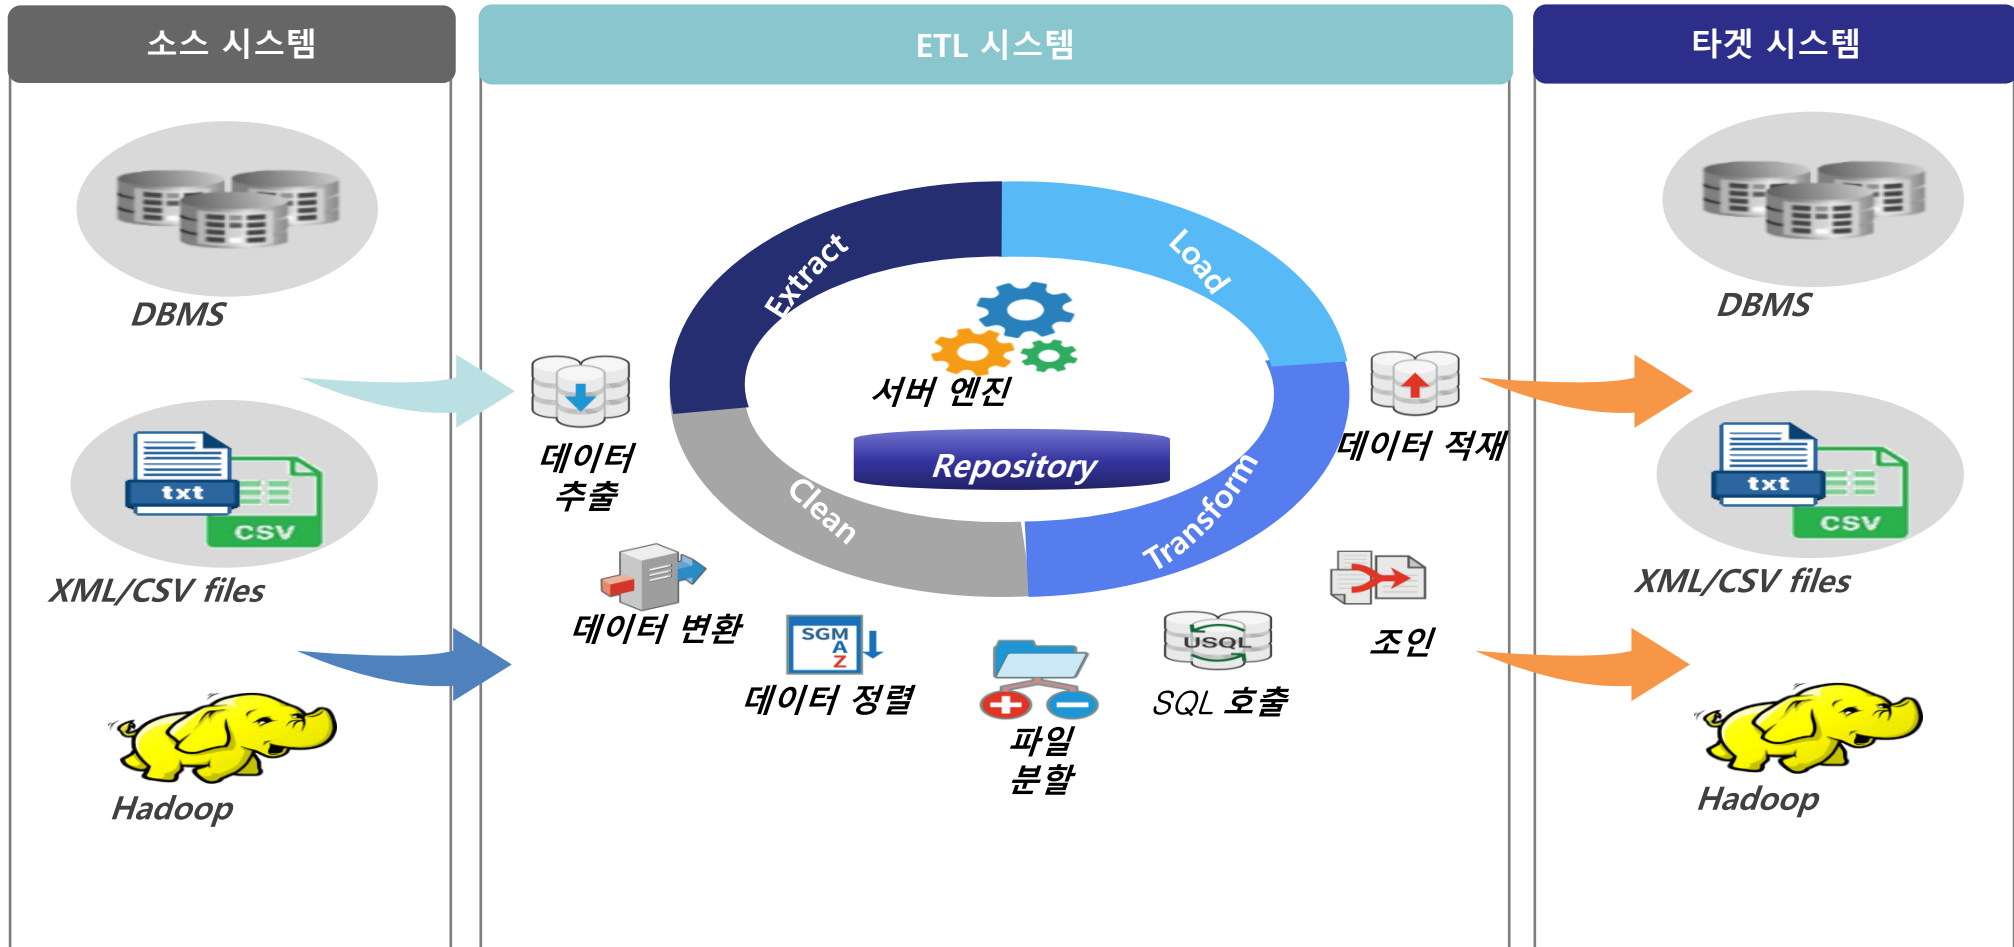 소스 시스템
ETL 시스템
타겟 시스템
DBMS
txt
CSV
XML/CSV files
Hadoop
Extract
Load
Clean
Transform
서버 엔진
Repository
데이터
추출
데이터 변환
SGM
A
Z
데이터 정렬
파일
분할
USQL
SQL 호출
조인
데이터 적재
DBMS
txt
CSV
XML/CSV files
Hadoop